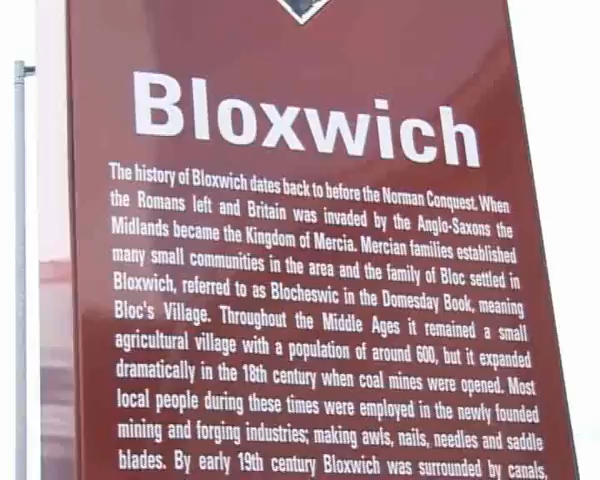 Bloxwich
The history of Bloxwich dates back to before the Norman Conquest. When
the Romans left and Britain was invaded by the Anglo-Saxons the
Midlands became the Kingdom of Mercia. Mercian families established
many small communities in the area and the family of Bloc settled in
Bloxwich, referred to as Blocheswic in the Domesday Book, meaning
Bloc's Village. Throughout the Middle Ages it remained a small
agricultural village with a population of around 600, but it expanded
dramatically in the 18th century when coal mines were opened. Most
local people during these times were employed in the newly founded
mining and forging industries; making awls, nails, needles and saddle
blades. By early 19th century Bloxwich was surrounded by canals,